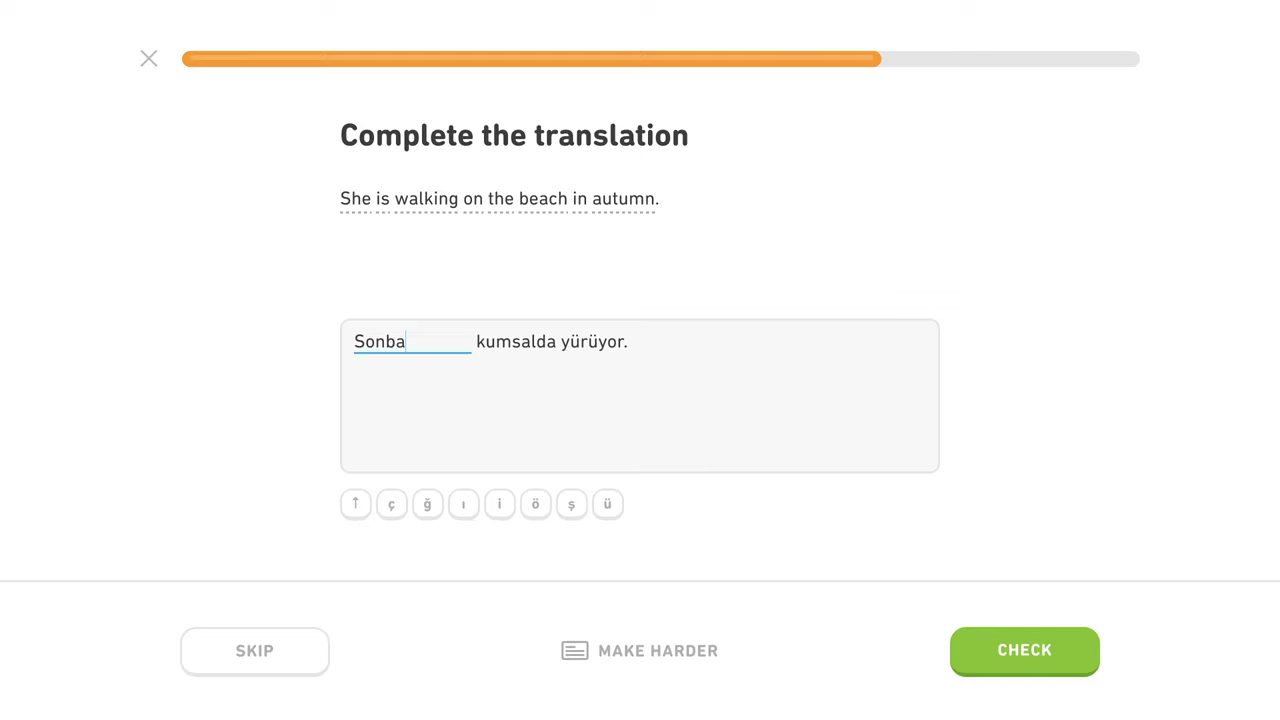 Complete the translation
She is walking on the beach in autumn.
Sonba kumsalda yürüyor.
↑ ç ğ ı i ö ş ü
SKIP
MAKE HARDER
CHECK